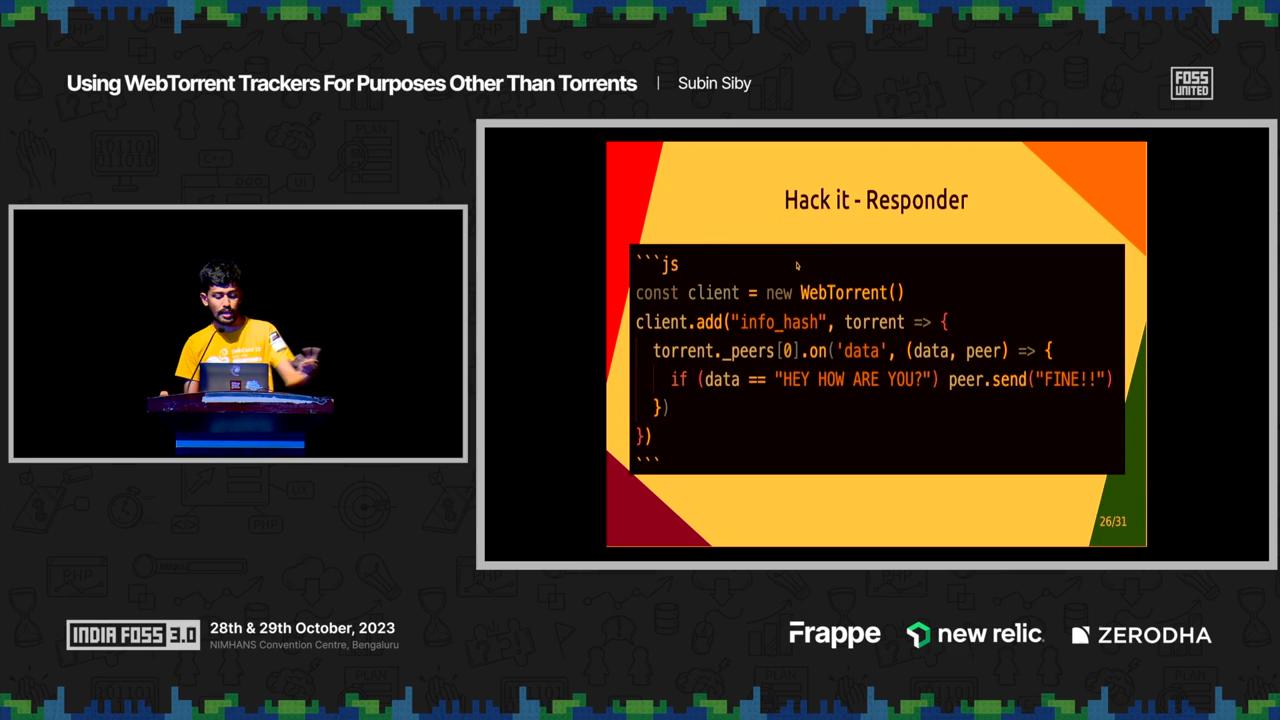 Using WebTorrent Trackers For Purposes Other Than Torrents | Subin Siby
FOSS
UNITED
Hack it - Responder
```js
const client = new WebTorrent()
client.add("info_hash", torrent => {
torrent._peers[0].on('data', (data, peer) => {
if (data == "HEY HOW ARE YOU?") peer.send("FINE!!")
})
})
```
26/31
INDIA FOSS 3.0
28th & 29th October, 2023
NIMHANS Convention Centre, Bengaluru
Frappe
new relic
ZERODHA